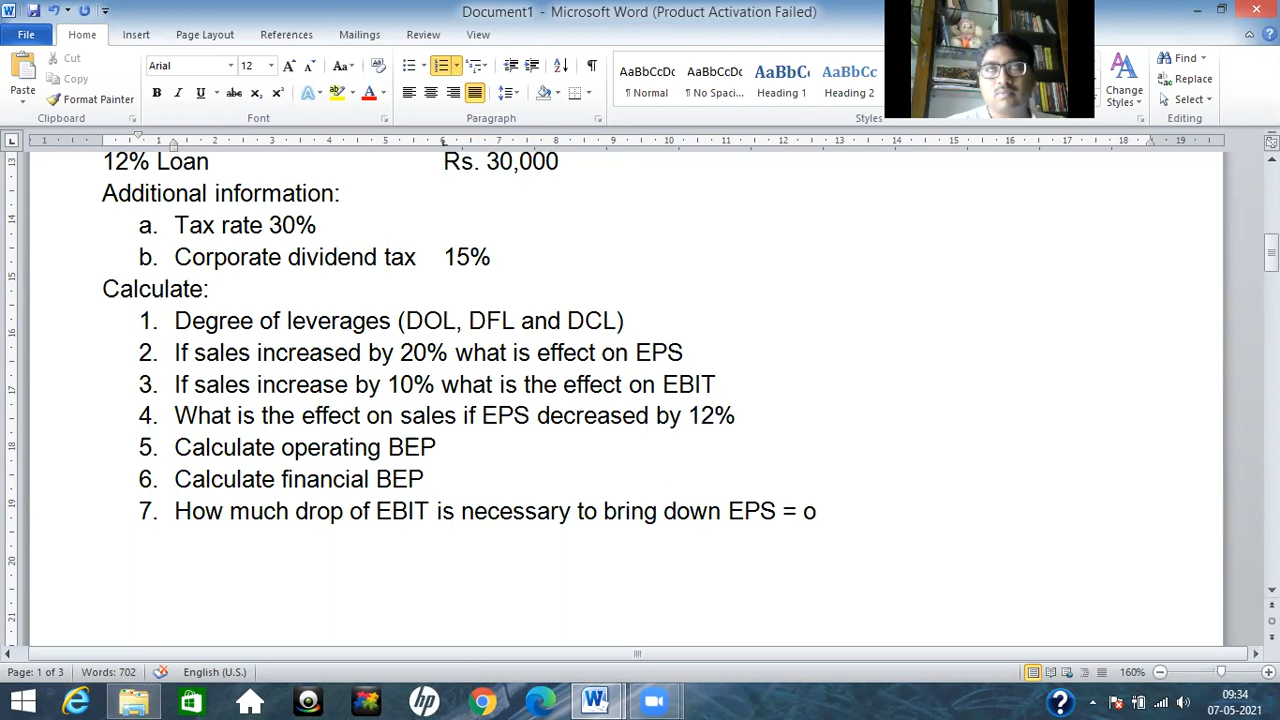 Document1 - Microsoft Word (Product Activation Failed)
File Home Insert Page Layout References Mailings Review View
Cut
Copy
Format Painter
Paste
Clipboard
Arial 12
Font
Paragraph
AaBbCcDc AaBbCcDc AaBbC AaBbCc
¶ Normal ¶ No Spaci... Heading 1 Heading 2
Styles
Change Styles
Find
Replace
Select
Editing
12% Loan Rs. 30,000
Additional information:
a. Tax rate 30%
b. Corporate dividend tax 15%
Calculate:
1. Degree of leverages (DOL, DFL and DCL)
2. If sales increased by 20% what is effect on EPS
3. If sales increase by 10% what is the effect on EBIT
4. What is the effect on sales if EPS decreased by 12%
5. Calculate operating BEP
6. Calculate financial BEP
7. How much drop of EBIT is necessary to bring down EPS = o
Page: 1 of 3 Words: 702 English (U.S.) 160%
09:34
07-05-2021